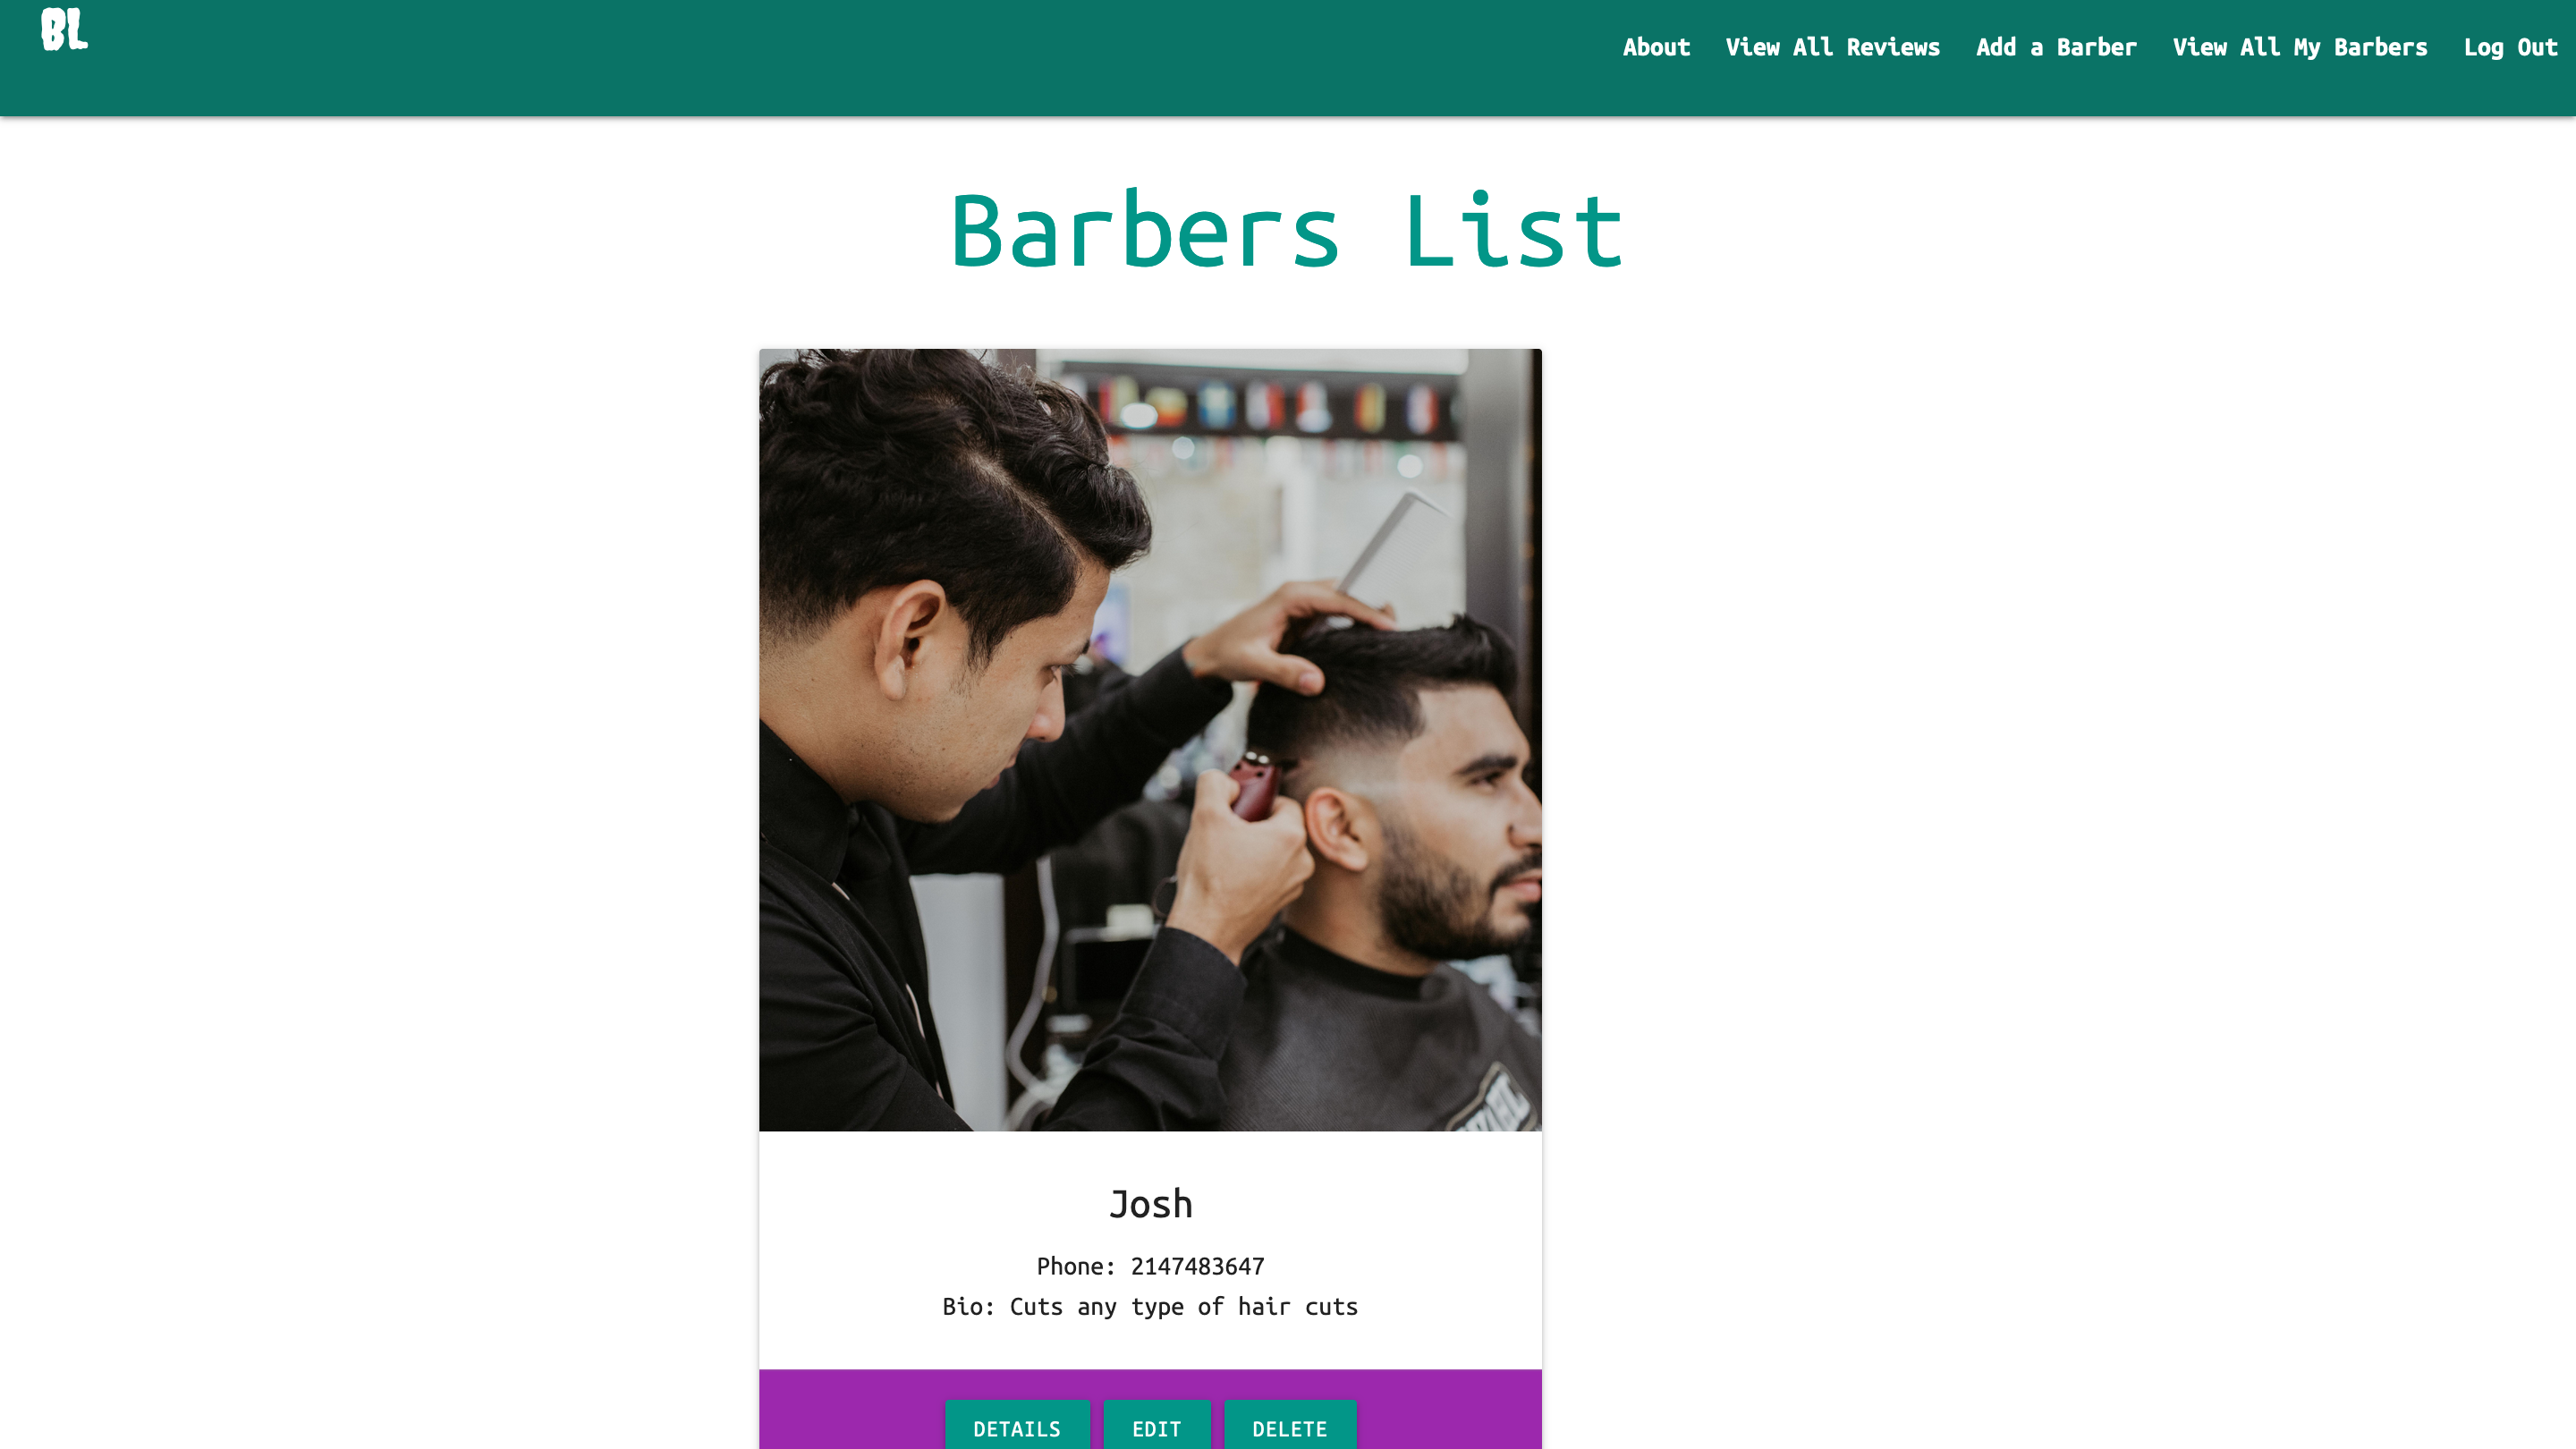 BL
About View All Reviews Add a Barber View All My Barbers Log Out
Barbers List
Josh
Phone: 2147483647
Bio: Cuts any type of hair cuts
DETAILS EDIT DELETE